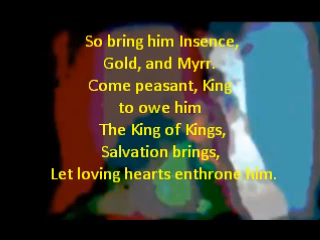 So bring him Insence,
Gold, and Myrr.
Come peasant, King
to owe him
The King of Kings,
Salvation brings,
Let loving hearts enthrone him.